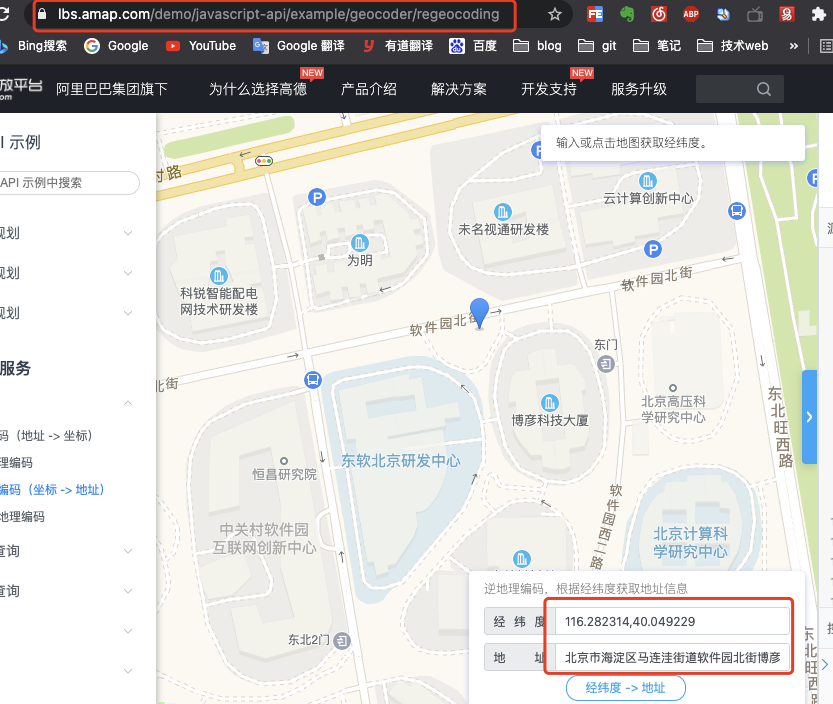 lbs.amap.com/demo/javascript-api/example/geocoder/regeocoding
Bing搜索 Google YouTube Google 翻译 有道翻译 百度 blog git 笔记 技术web »
放平台 阿里巴巴集团旗下 为什么选择高德 NEW 产品介绍 解决方案 开发支持 NEW 服务升级
om
I 示例
API 示例中搜索
规划
规划
规划
服务
码（地址 -> 坐标）
理编码
编码（坐标 -> 地址）
地理编码
查询
查询
输入或点击地图获取经纬度。
村路
云计算创新中心
未名视通研发楼
为明
科锐智能配电
网技术研发楼
软件园北街
软件园北街
东门
北街
博彦科技大厦
北京高压科
学研究中心
东北旺西路
东软北京研发中心
恒昌研究院
中关村软件园
互联网创新中心
软件园西二路
北京计算科
学研究中心
东北2门
东北旺西
逆地理编码，根据经纬度获取地址信息
经纬度 116.282314,40.049229
地址 北京市海淀区马连洼街道软件园北街博彦
经纬度 -> 地址